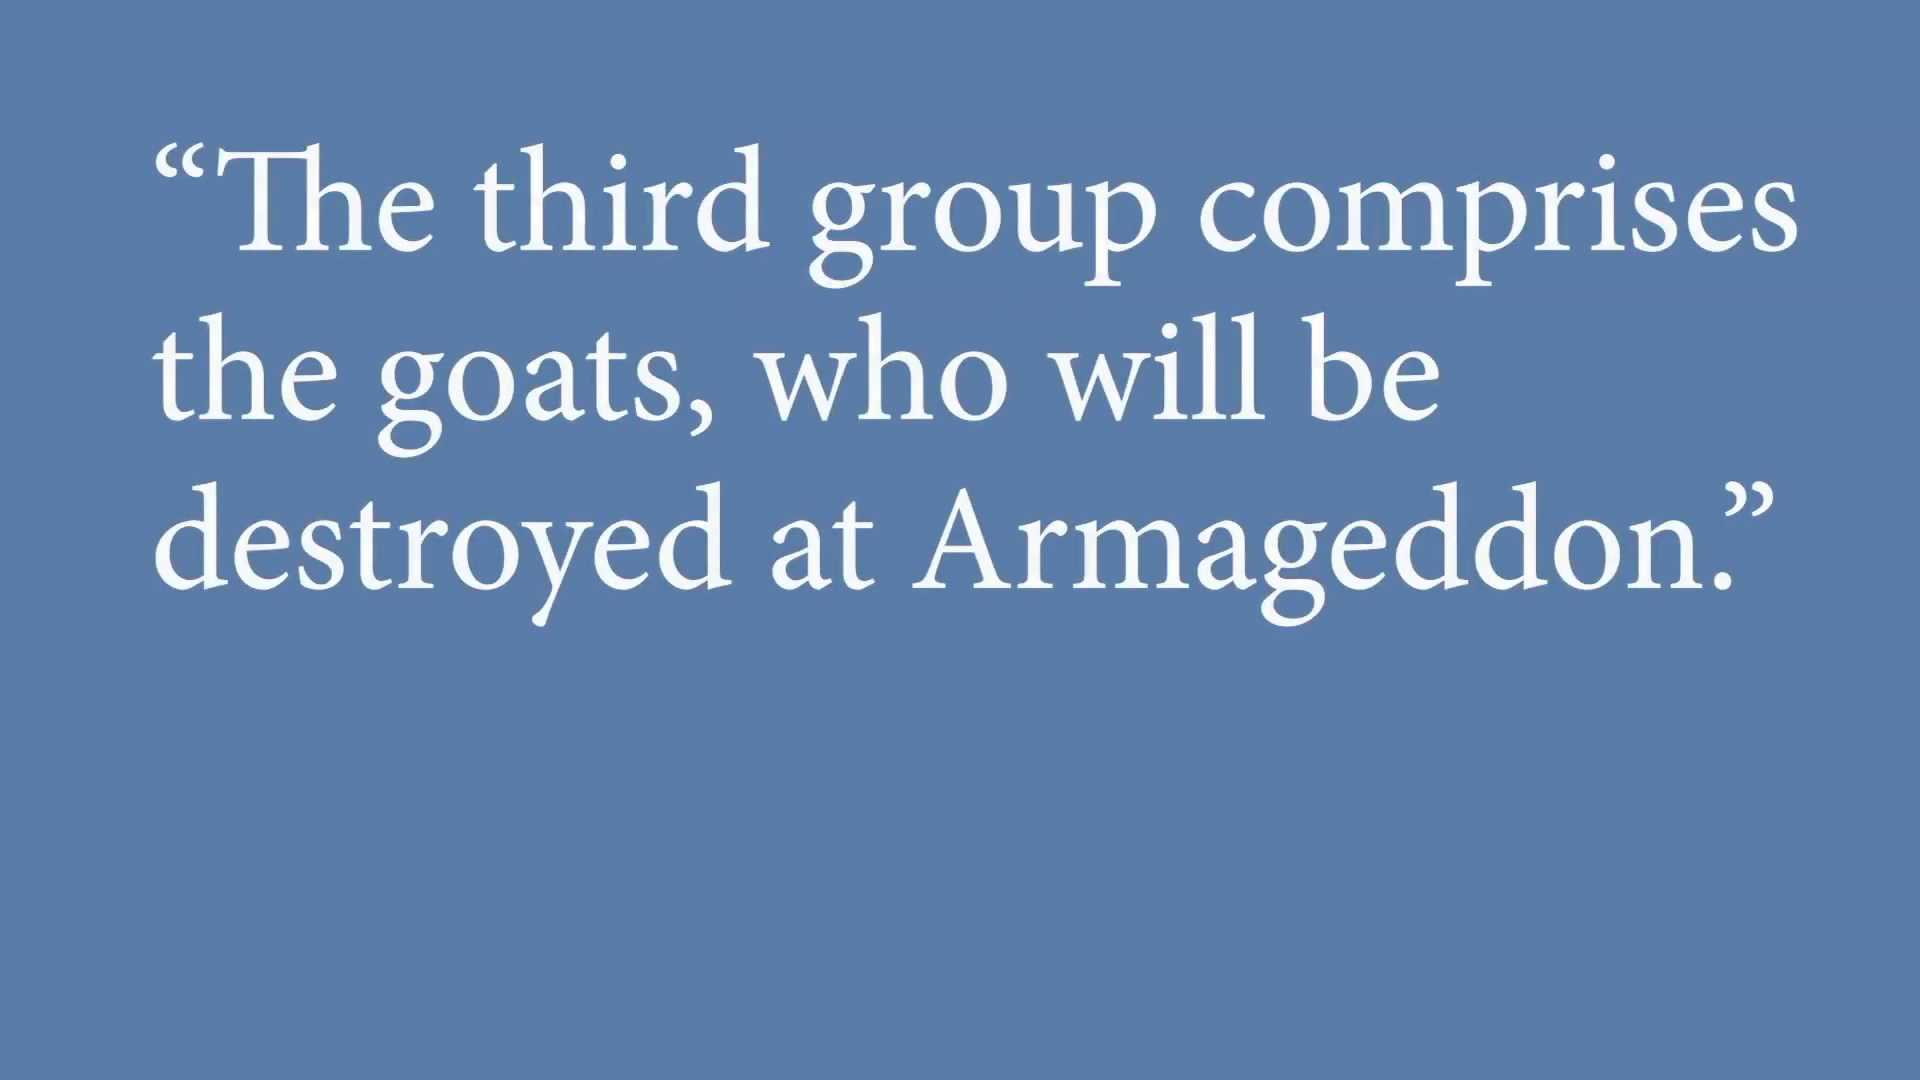 “The third group comprises
the goats, who will be
destroyed at Armageddon.”